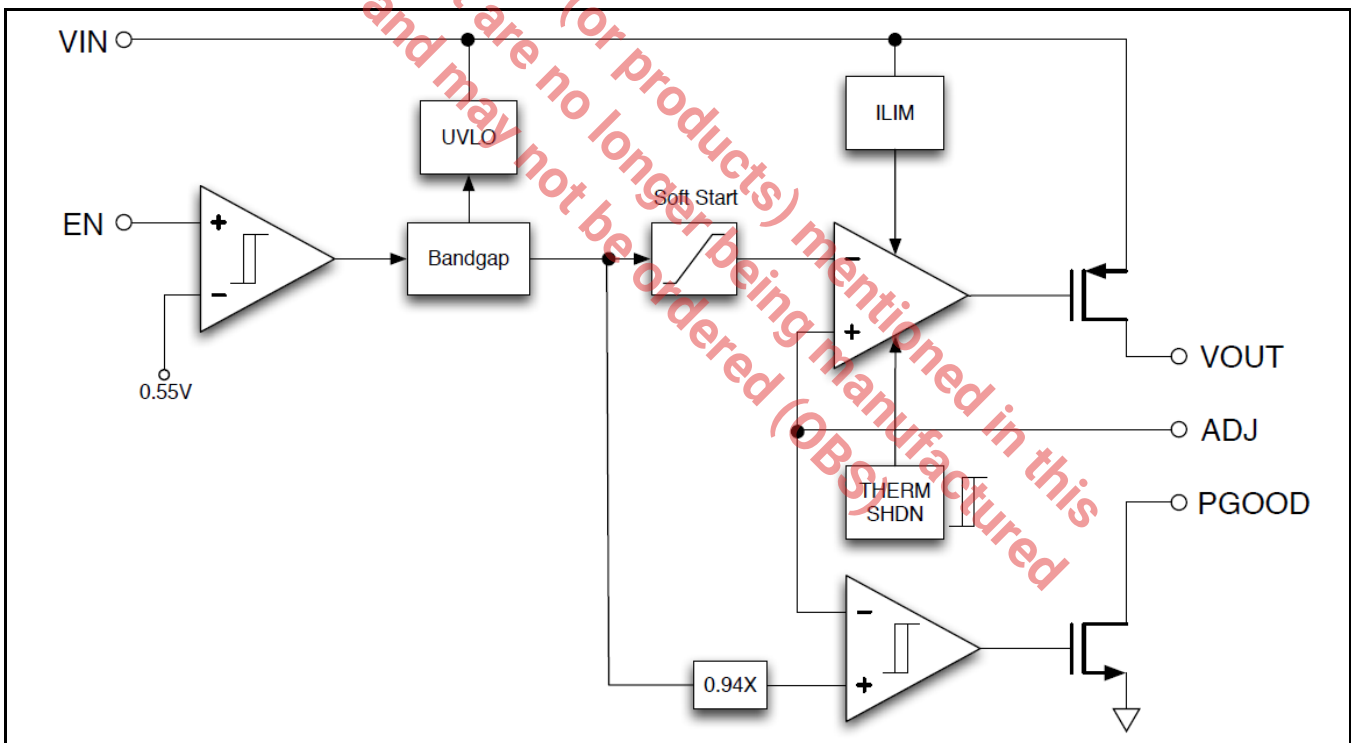 VIN
UVLO
ILIM
EN
+
−
0.55V
Bandgap
Soft Start
−
+
VOUT
ADJ
THERM
SHDN
PGOOD
−
+
0.94X
(or products) mentioned in this
are no longer being manufactured
and may not be ordered (OBS)